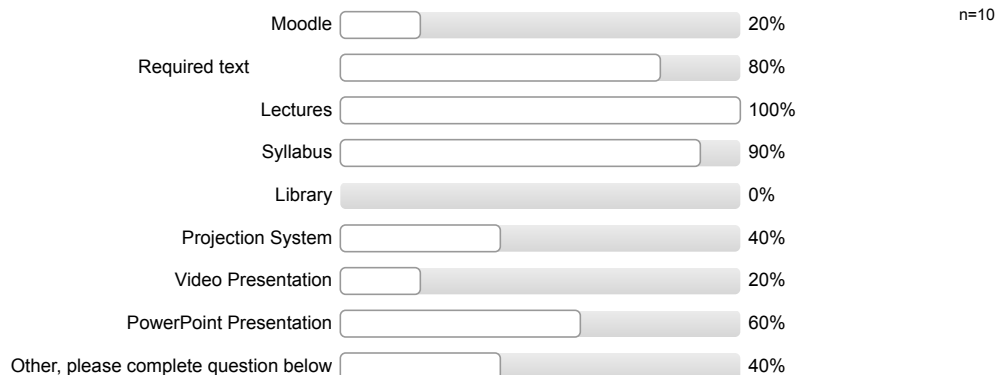 Moodle 20% n=10
Required text 80%
Lectures 100%
Syllabus 90%
Library 0%
Projection System 40%
Video Presentation 20%
PowerPoint Presentation 60%
Other, please complete question below 40%